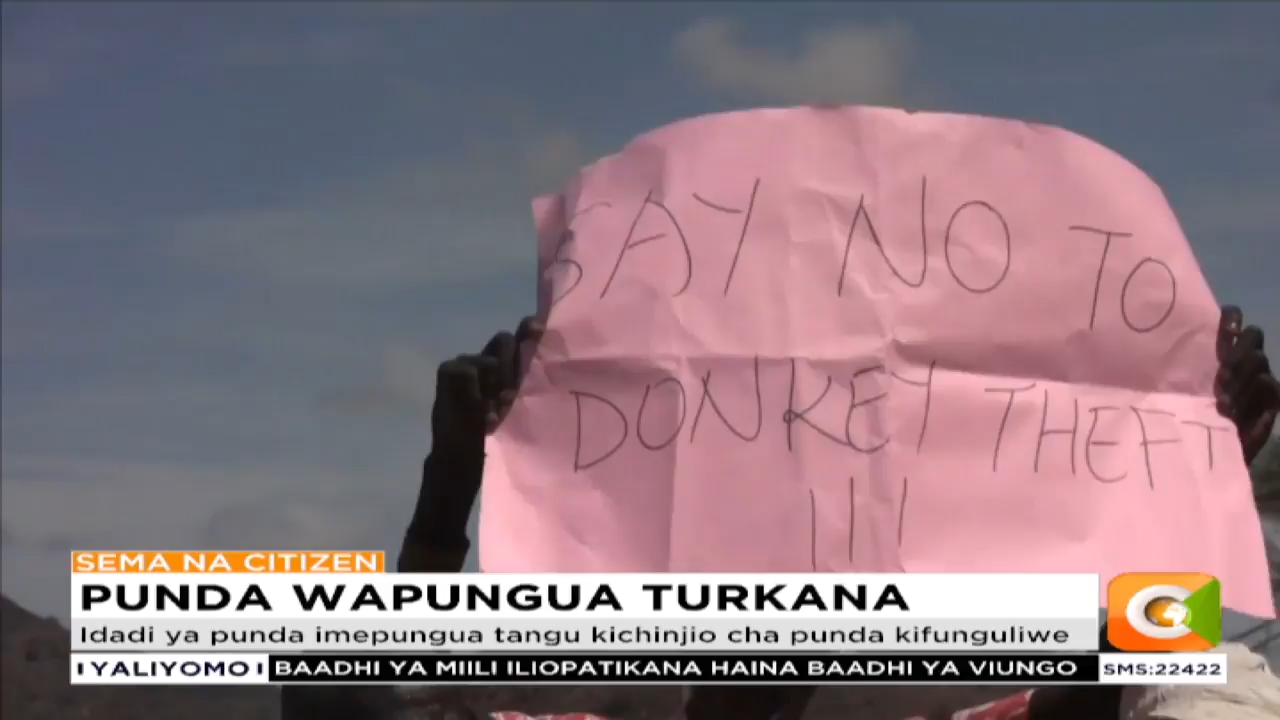 SAY NO TO
DONKEY THEFT
!!!
SEMA NA CITIZEN
PUNDA WAPUNGUA TURKANA
Idadi ya punda imepungua tangu kichinjio cha punda kifunguliwe
YALIYOMO BAADHI YA MIILI ILIOPATIKANA HAINA BAADHI YA VIUNGO SMS:22422